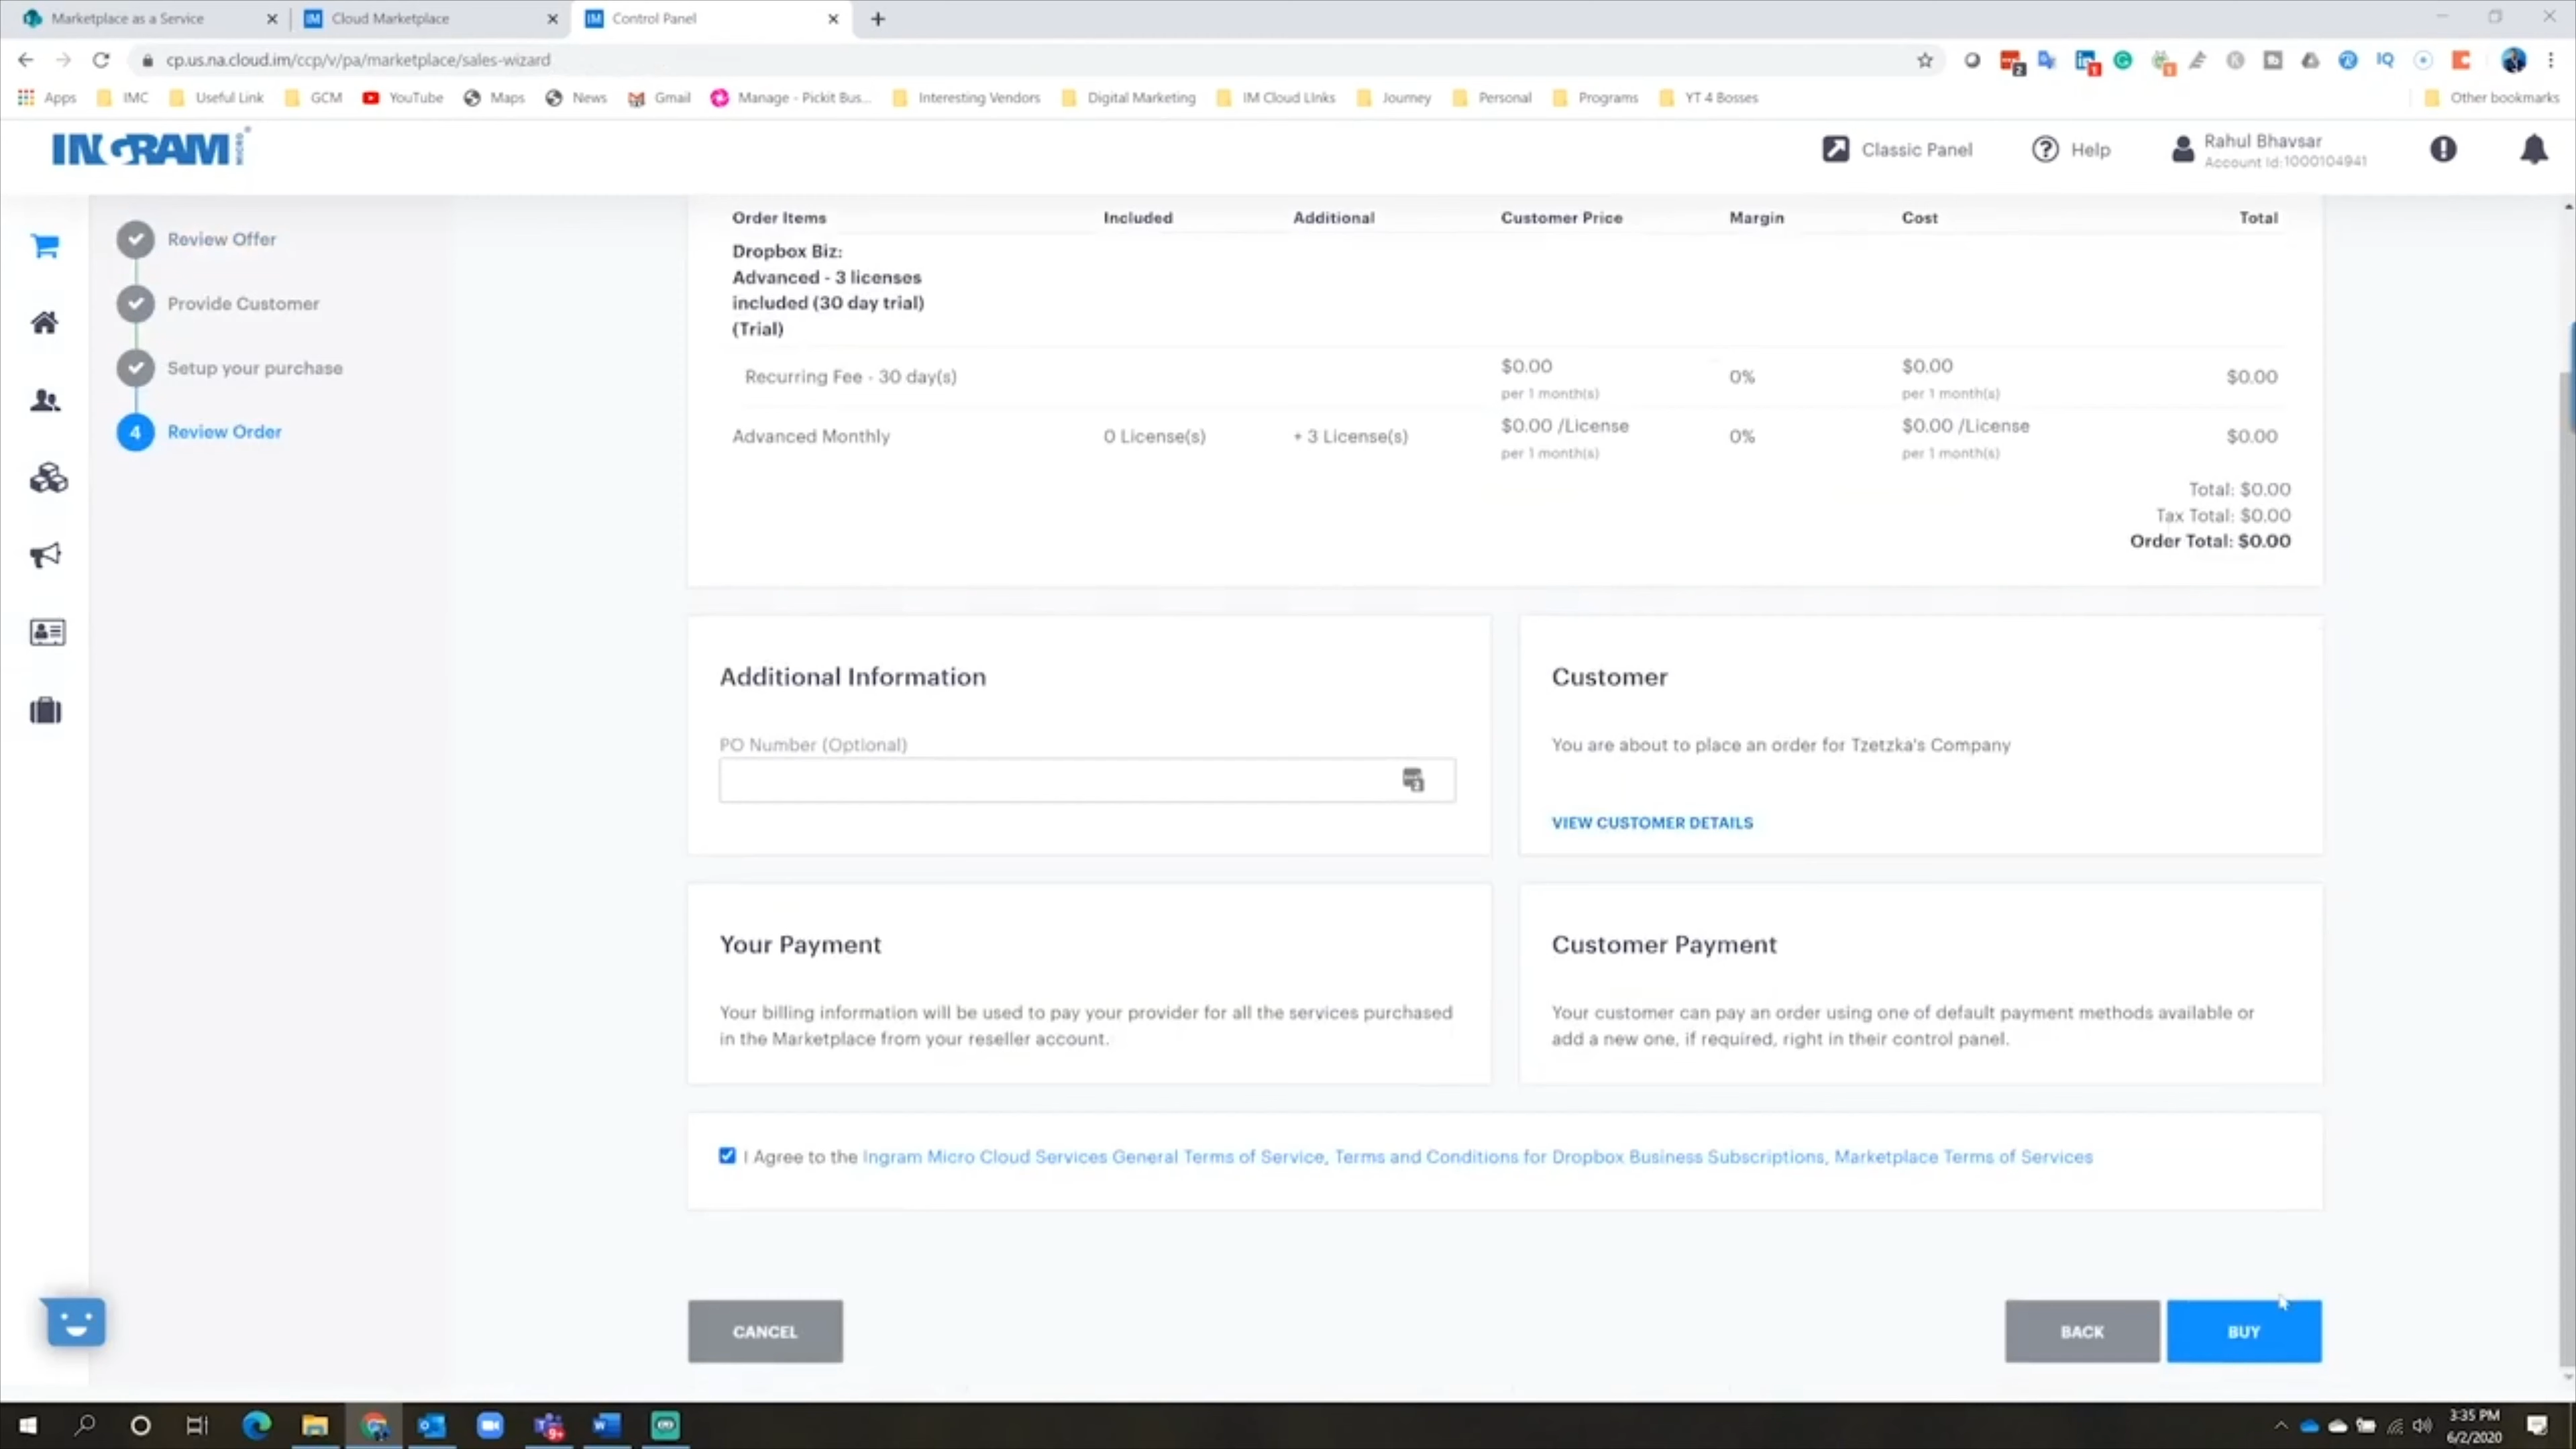 Marketplace as a Service
Cloud Marketplace
Control Panel
cp.us.na.cloud.im/ccp/v/pa/marketplace/sales-wizard
Apps IMC Useful Link GCM YouTube Maps News Gmail Manage - Pickit Bus... Interesting Vendors Digital Marketing IM Cloud LInks Journey Personal Programs YT 4 Bosses Other bookmarks
INGRAM MICRO
Classic Panel
Help
Rahul Bhavsar
Account Id:1000104941
Review Offer
Provide Customer
Setup your purchase
4 Review Order
Order Items Included Additional Customer Price Margin Cost Total
Dropbox Biz:
Advanced - 3 licenses
included (30 day trial)
(Trial)
Recurring Fee - 30 day(s) $0.00 per 1 month(s) 0% $0.00 per 1 month(s) $0.00
Advanced Monthly 0 License(s) + 3 License(s) $0.00 /License per 1 month(s) 0% $0.00 /License per 1 month(s) $0.00
Total: $0.00
Tax Total: $0.00
Order Total: $0.00
Additional Information
PO Number (Optional)
Customer
You are about to place an order for Tzetzka's Company
VIEW CUSTOMER DETAILS
Your Payment
Your billing information will be used to pay your provider for all the services purchased
in the Marketplace from your reseller account.
Customer Payment
Your customer can pay an order using one of default payment methods available or
add a new one, if required, right in their control panel.
I Agree to the Ingram Micro Cloud Services General Terms of Service, Terms and Conditions for Dropbox Business Subscriptions, Marketplace Terms of Services
CANCEL
BACK
BUY
3:35 PM
6/2/2020